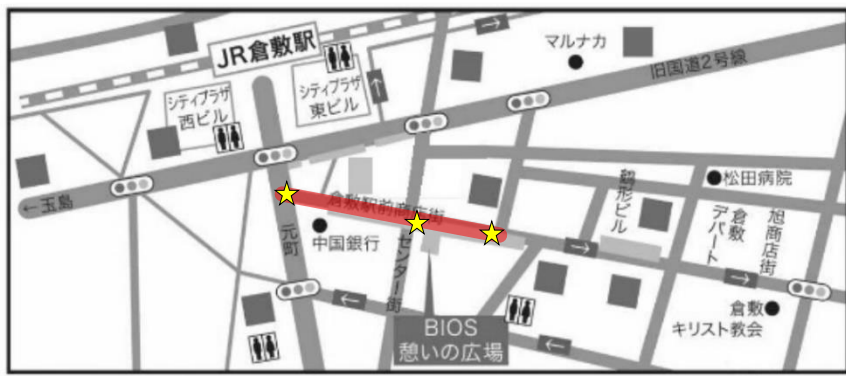 JR倉敷駅
シティプラザ
西ビル
シティプラザ
東ビル
マルナカ
旧国道2号線
←玉島
倉敷駅前商店街
中国銀行
元町
センター街
鶴形ビル
松田病院
倉敷
デパート
旭商店街
倉敷
キリスト教会
BIOS
憩いの広場